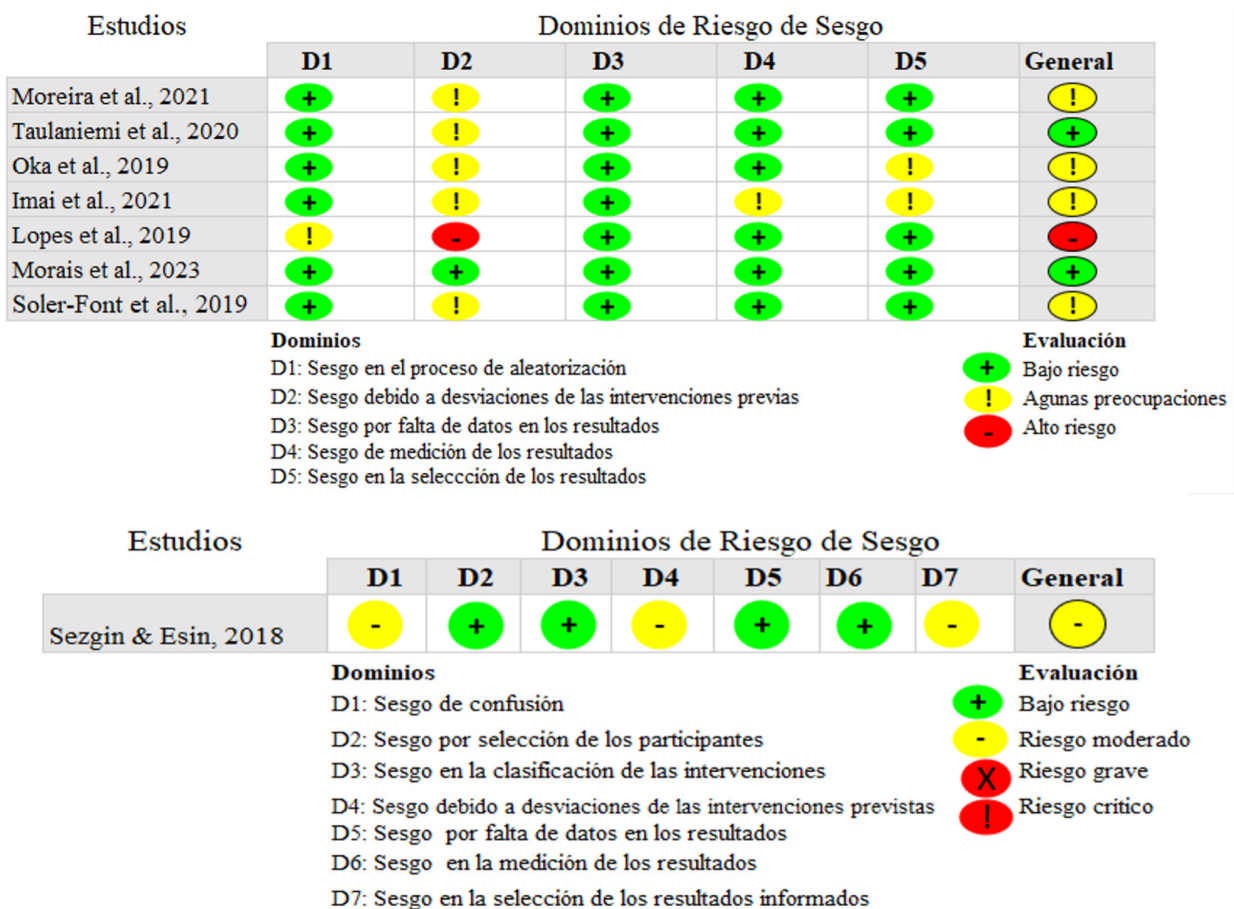 Estudios Dominios de Riesgo de Sesgo
D1 D2 D3 D4 D5 General
Moreira et al., 2021 + ! + + + !
Taulaniemi et al., 2020 + ! + + + +
Oka et al., 2019 + ! + + ! !
Imai et al., 2021 + ! + ! ! !
Lopes et al., 2019 ! - + + + -
Morais et al., 2023 + + + + + +
Soler-Font et al., 2019 + ! + + + !
Dominios
D1: Sesgo en el proceso de aleatorización
D2: Sesgo debido a desviaciones de las intervenciones previas
D3: Sesgo por falta de datos en los resultados
D4: Sesgo de medición de los resultados
D5: Sesgo en la seleccción de los resultados
Evaluación
+ Bajo riesgo
! Agunas preocupaciones
- Alto riesgo
Estudios Dominios de Riesgo de Sesgo
D1 D2 D3 D4 D5 D6 D7 General
Sezgin & Esin, 2018 - + + - + + - -
Dominios
D1: Sesgo de confusión
D2: Sesgo por selección de los participantes
D3: Sesgo en la clasificación de las intervenciones
D4: Sesgo debido a desviaciones de las intervenciones previstas
D5: Sesgo por falta de datos en los resultados
D6: Sesgo en la medición de los resultados
D7: Sesgo en la selección de los resultados informados
Evaluación
+ Bajo riesgo
- Riesgo moderado
X Riesgo grave
! Riesgo crítico